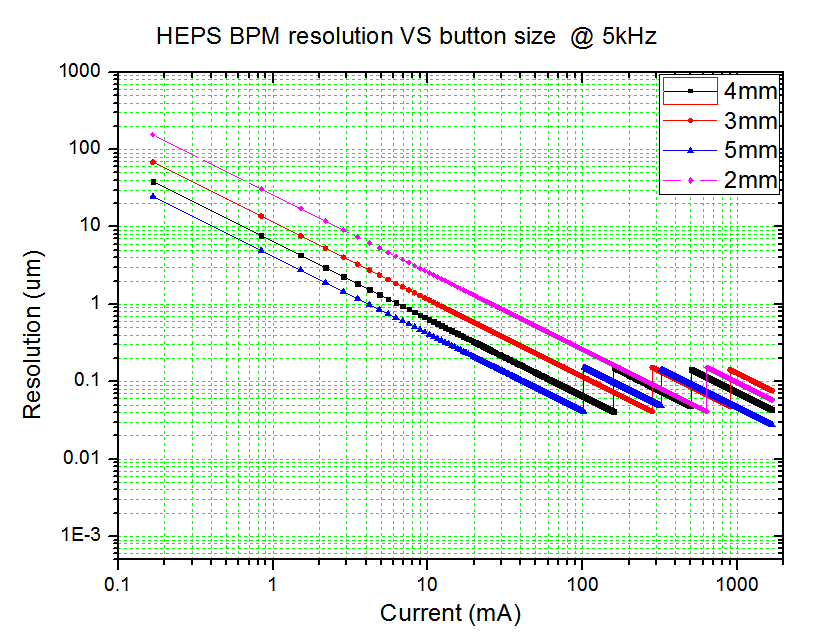 HEPS BPM resolution VS button size @ 5kHz
1000
100
10
1
0.1
0.01
1E-3
Resolution (um)
4mm
3mm
5mm
2mm
0.1 1 10 100 1000
Current (mA)